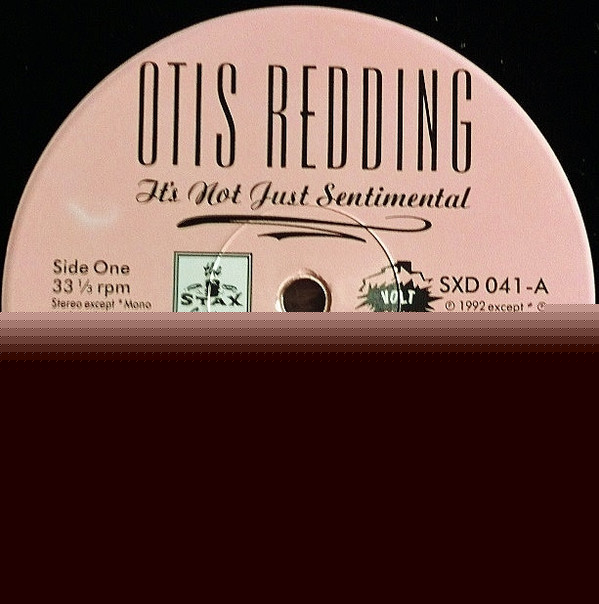 OTIS REDDING
It's Not Just Sentimental
Side One
33 ⅓ rpm
Stereo except *Mono
the
STAX
VOLT
SXD 041-A
℗ 1992 except * ℗